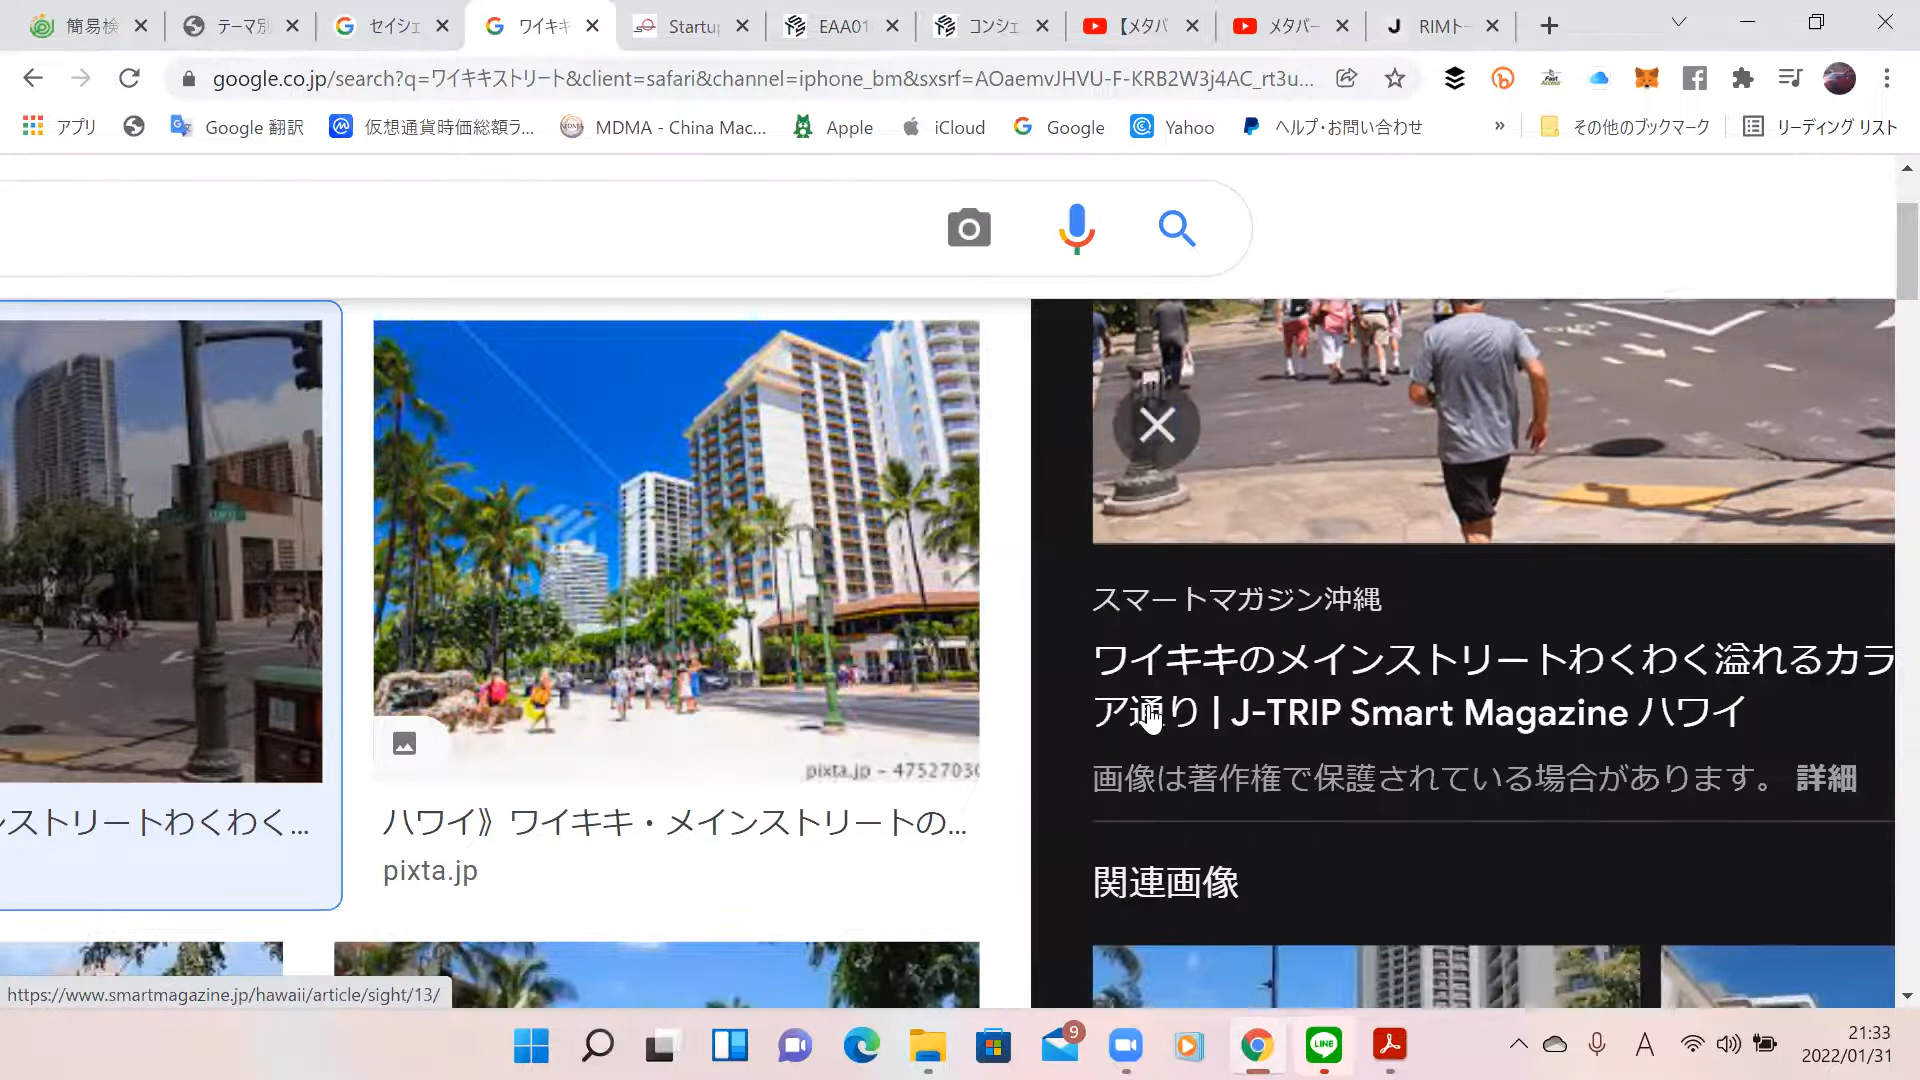 簡易検
テーマ別
セイシェ
ワイキキ
Startu
EAA01
コンシェ
【メタバ
メタバー
RIMトー
google.co.jp/search?q=ワイキキストリート&client=safari&channel=iphone_bm&sxsrf=AOaemvJHVU-F-KRB2W3j4AC_rt3u...
アプリ
Google 翻訳
仮想通貨時価総額ラ...
MDMA - China Mac...
Apple
iCloud
Google
Yahoo
ヘルプ・お問い合わせ
»
その他のブックマーク
リーディング リスト
pixta.jp - 47527030
ンストリートわくわく...
ハワイ》ワイキキ・メインストリートの...
pixta.jp
スマートマガジン沖縄
ワイキキのメインストリートわくわく溢れるカラ
ア通り | J-TRIP Smart Magazine ハワイ
画像は著作権で保護されている場合があります。 詳細
関連画像
https://www.smartmagazine.jp/hawaii/article/sight/13/
9
LINE
A
21:33
2022/01/31